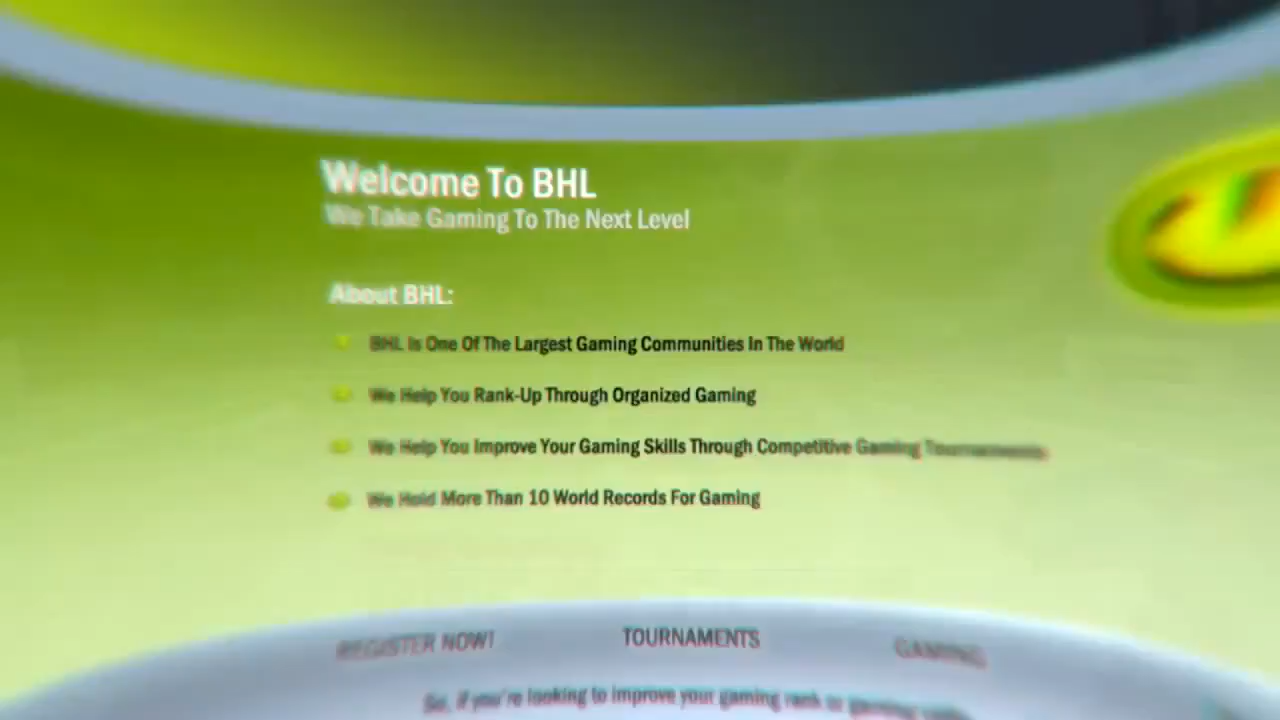 Welcome To BHL
We Take Gaming To The Next Level
About BHL:
BHL Is One Of The Largest Gaming Communities In The World
We Help You Rank-Up Through Organized Gaming
We Help You Improve Your Gaming Skills Through Competitive Gaming Tournaments
We Hold More Than 10 World Records For Gaming
REGISTER NOW! TOURNAMENTS GAMING
So, if you're looking to improve your gaming rank or gaming